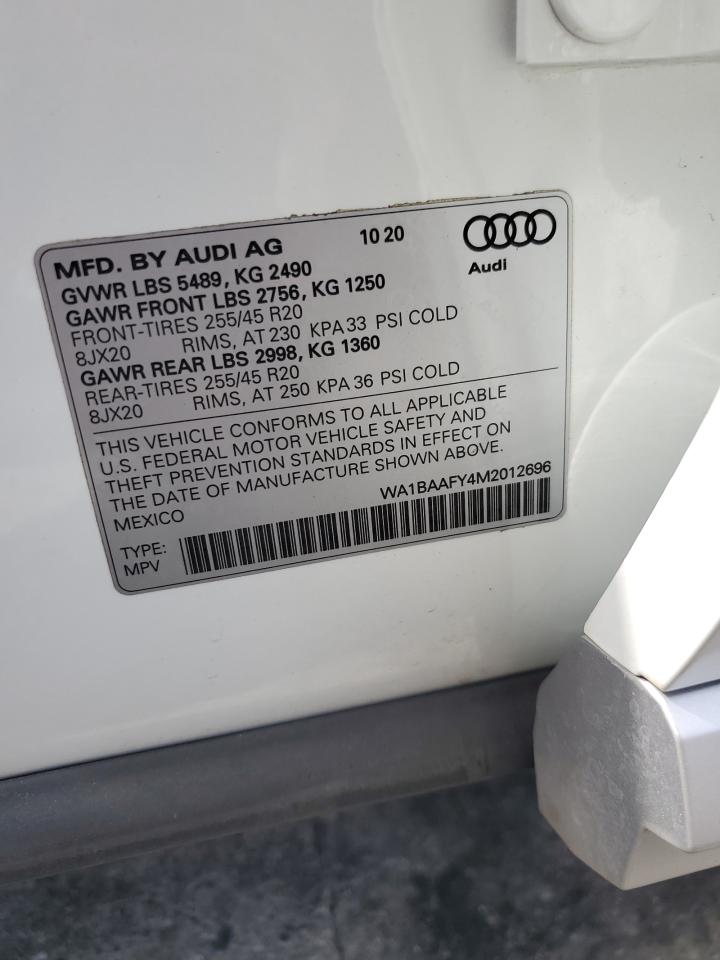 MFD. BY AUDI AG 10 20
Audi
GVWR LBS 5489, KG 2490
GAWR FRONT LBS 2756, KG 1250
FRONT-TIRES 255/45 R20
8JX20 RIMS, AT 230 KPA 33 PSI COLD
GAWR REAR LBS 2998, KG 1360
REAR-TIRES 255/45 R20
8JX20 RIMS, AT 250 KPA 36 PSI COLD
THIS VEHICLE CONFORMS TO ALL APPLICABLE
U.S. FEDERAL MOTOR VEHICLE SAFETY AND
THEFT PREVENTION STANDARDS IN EFFECT ON
THE DATE OF MANUFACTURE SHOWN ABOVE.
MEXICO WA1BAAFY4M2012696
TYPE:
MPV